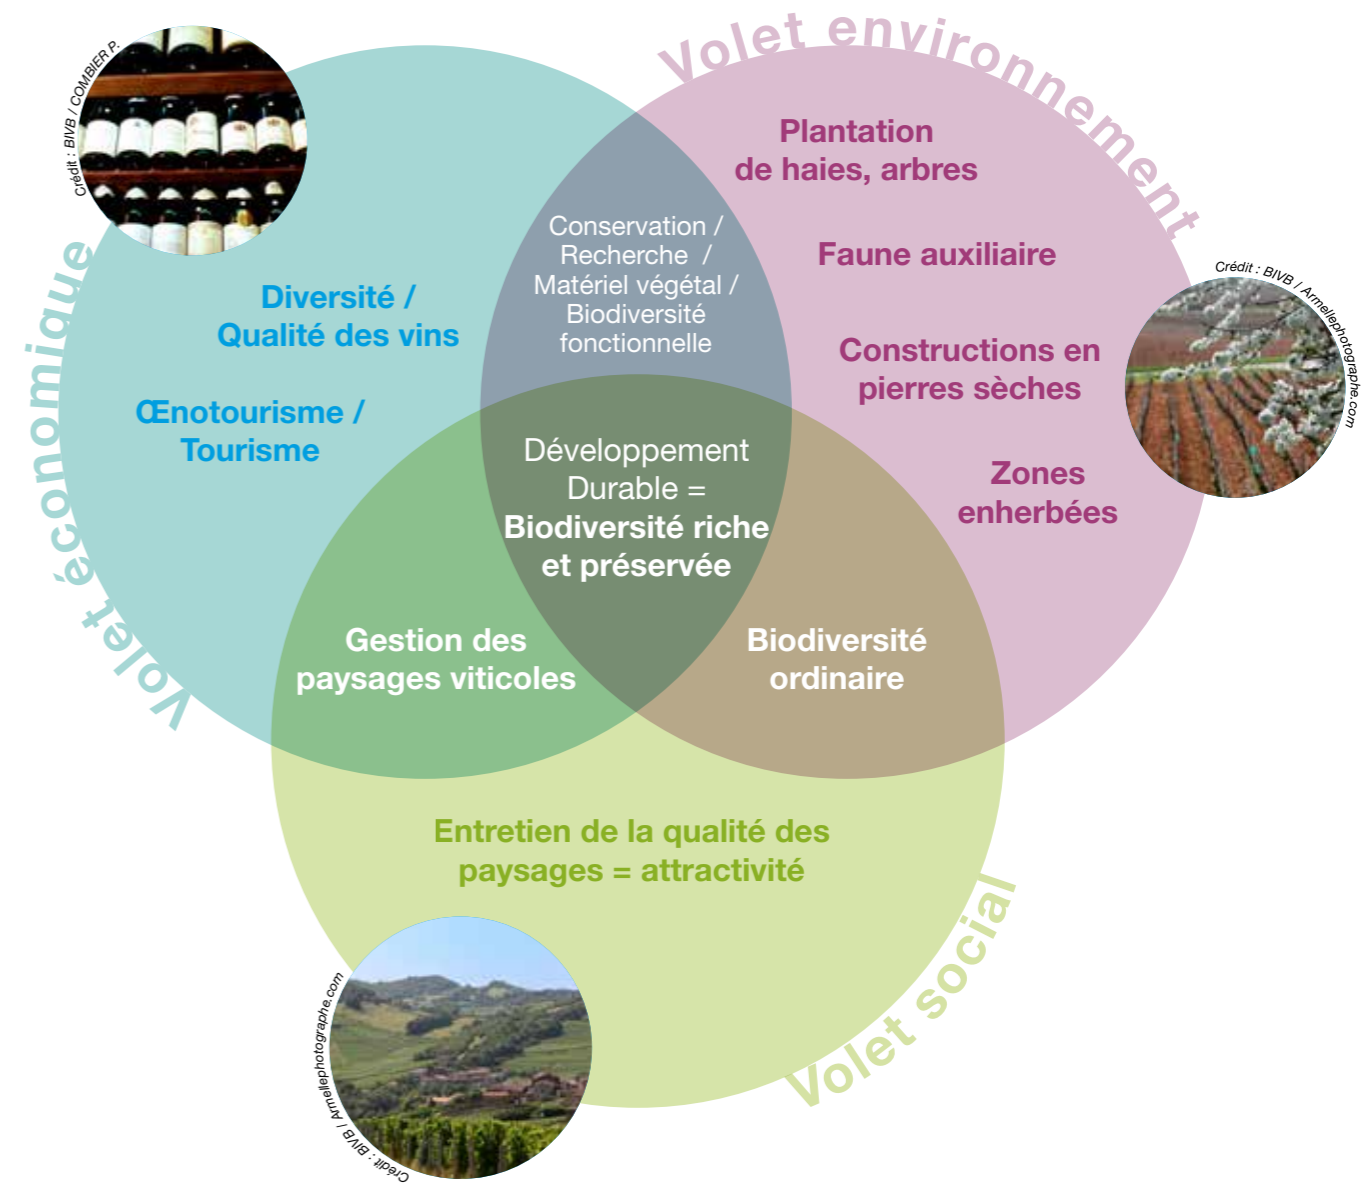 Volet économique
Crédit : BIVB / COMBIER P.
Diversité /
Qualité des vins
Œnotourisme /
Tourisme
Volet environnement
Plantation
de haies, arbres
Faune auxiliaire
Constructions en
pierres sèches
Zones
enherbées
Crédit : BIVB / Armellephotographe.com
Conservation /
Recherche /
Matériel végétal /
Biodiversité
fonctionnelle
Développement
Durable =
Biodiversité riche
et préservée
Gestion des
paysages viticoles
Biodiversité
ordinaire
Entretien de la qualité des
paysages = attractivité
Volet social
Crédit : BIVB / Armellephotographe.com